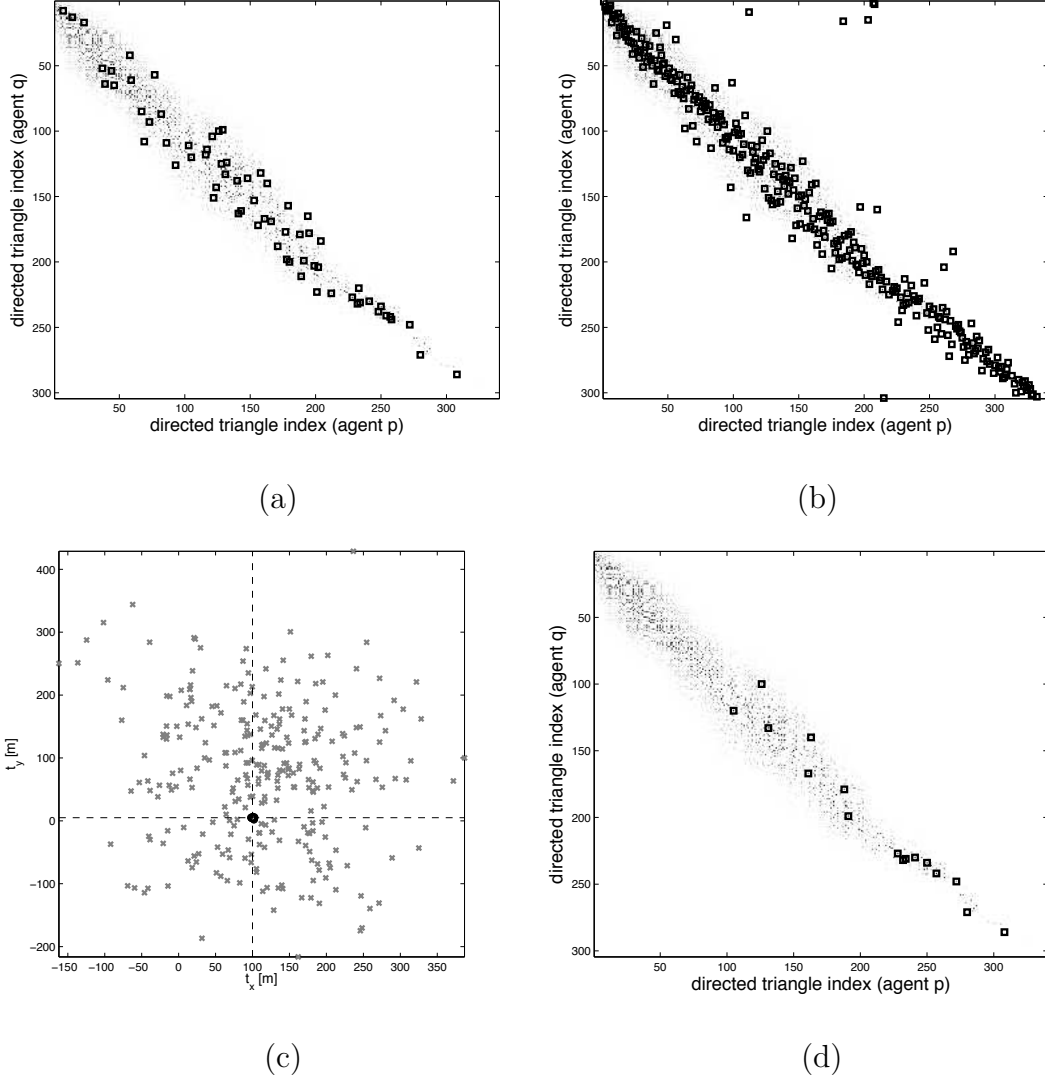 50
100
150
200
250
300
50 100 150 200 250 300
directed triangle index (agent p)
directed triangle index (agent q)
(a)
50
100
150
200
250
300
50 100 150 200 250 300
directed triangle index (agent p)
directed triangle index (agent q)
(b)
400
300
200
100
0
−100
−200
−150 −100 −50 0 50 100 150 200 250 300 350
t_x [m]
t_y [m]
(c)
50
100
150
200
250
300
50 100 150 200 250 300
directed triangle index (agent p)
directed triangle index (agent q)
(d)